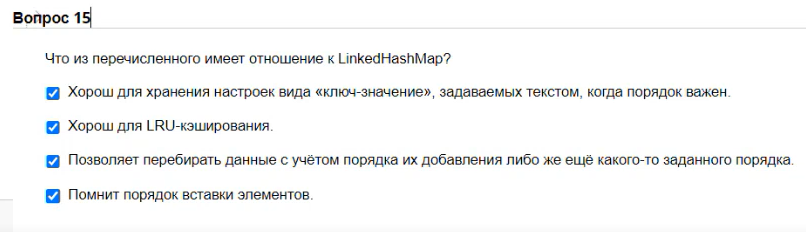 Вопрос 15
Что из перечисленного имеет отношение к LinkedHashMap?
Хорош для хранения настроек вида «ключ-значение», задаваемых текстом, когда порядок важен.
Хорош для LRU-кэширования.
Позволяет перебирать данные с учётом порядка их добавления либо же ещё какого-то заданного порядка.
Помнит порядок вставки элементов.